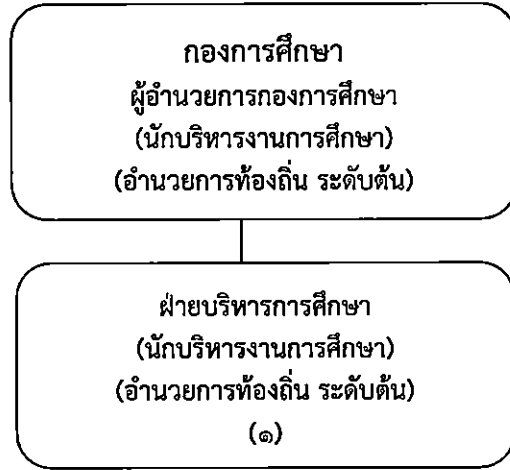 กองการศึกษา
ผู้อำนวยการกองการศึกษา
(นักบริหารงานการศึกษา)
(อำนวยการท้องถิ่น ระดับต้น)
ฝ่ายบริหารการศึกษา
(นักบริหารงานการศึกษา)
(อำนวยการท้องถิ่น ระดับต้น)
(๑)